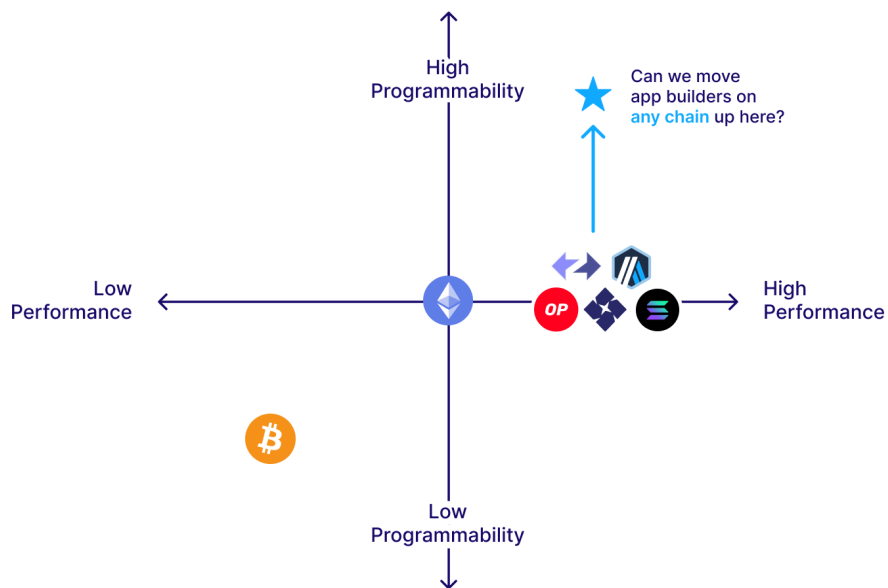 High
Programmability
Can we move
app builders on
any chain up here?
Low
Performance
High
Performance
OP
Low
Programmability